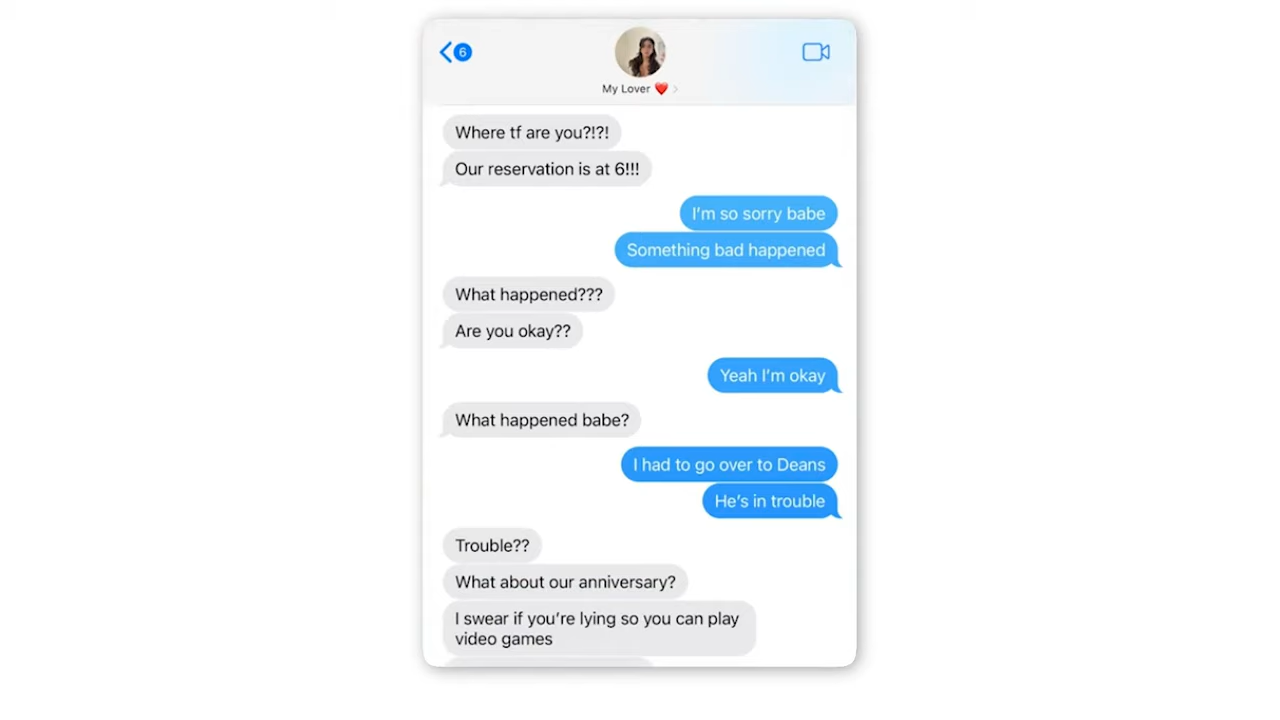 6
My Lover ❤️
Where tf are you?!?!
Our reservation is at 6!!!
I'm so sorry babe
Something bad happened
What happened???
Are you okay??
Yeah I'm okay
What happened babe?
I had to go over to Deans
He's in trouble
Trouble??
What about our anniversary?
I swear if you're lying so you can play
video games